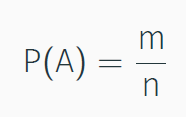 P(A) = m/n